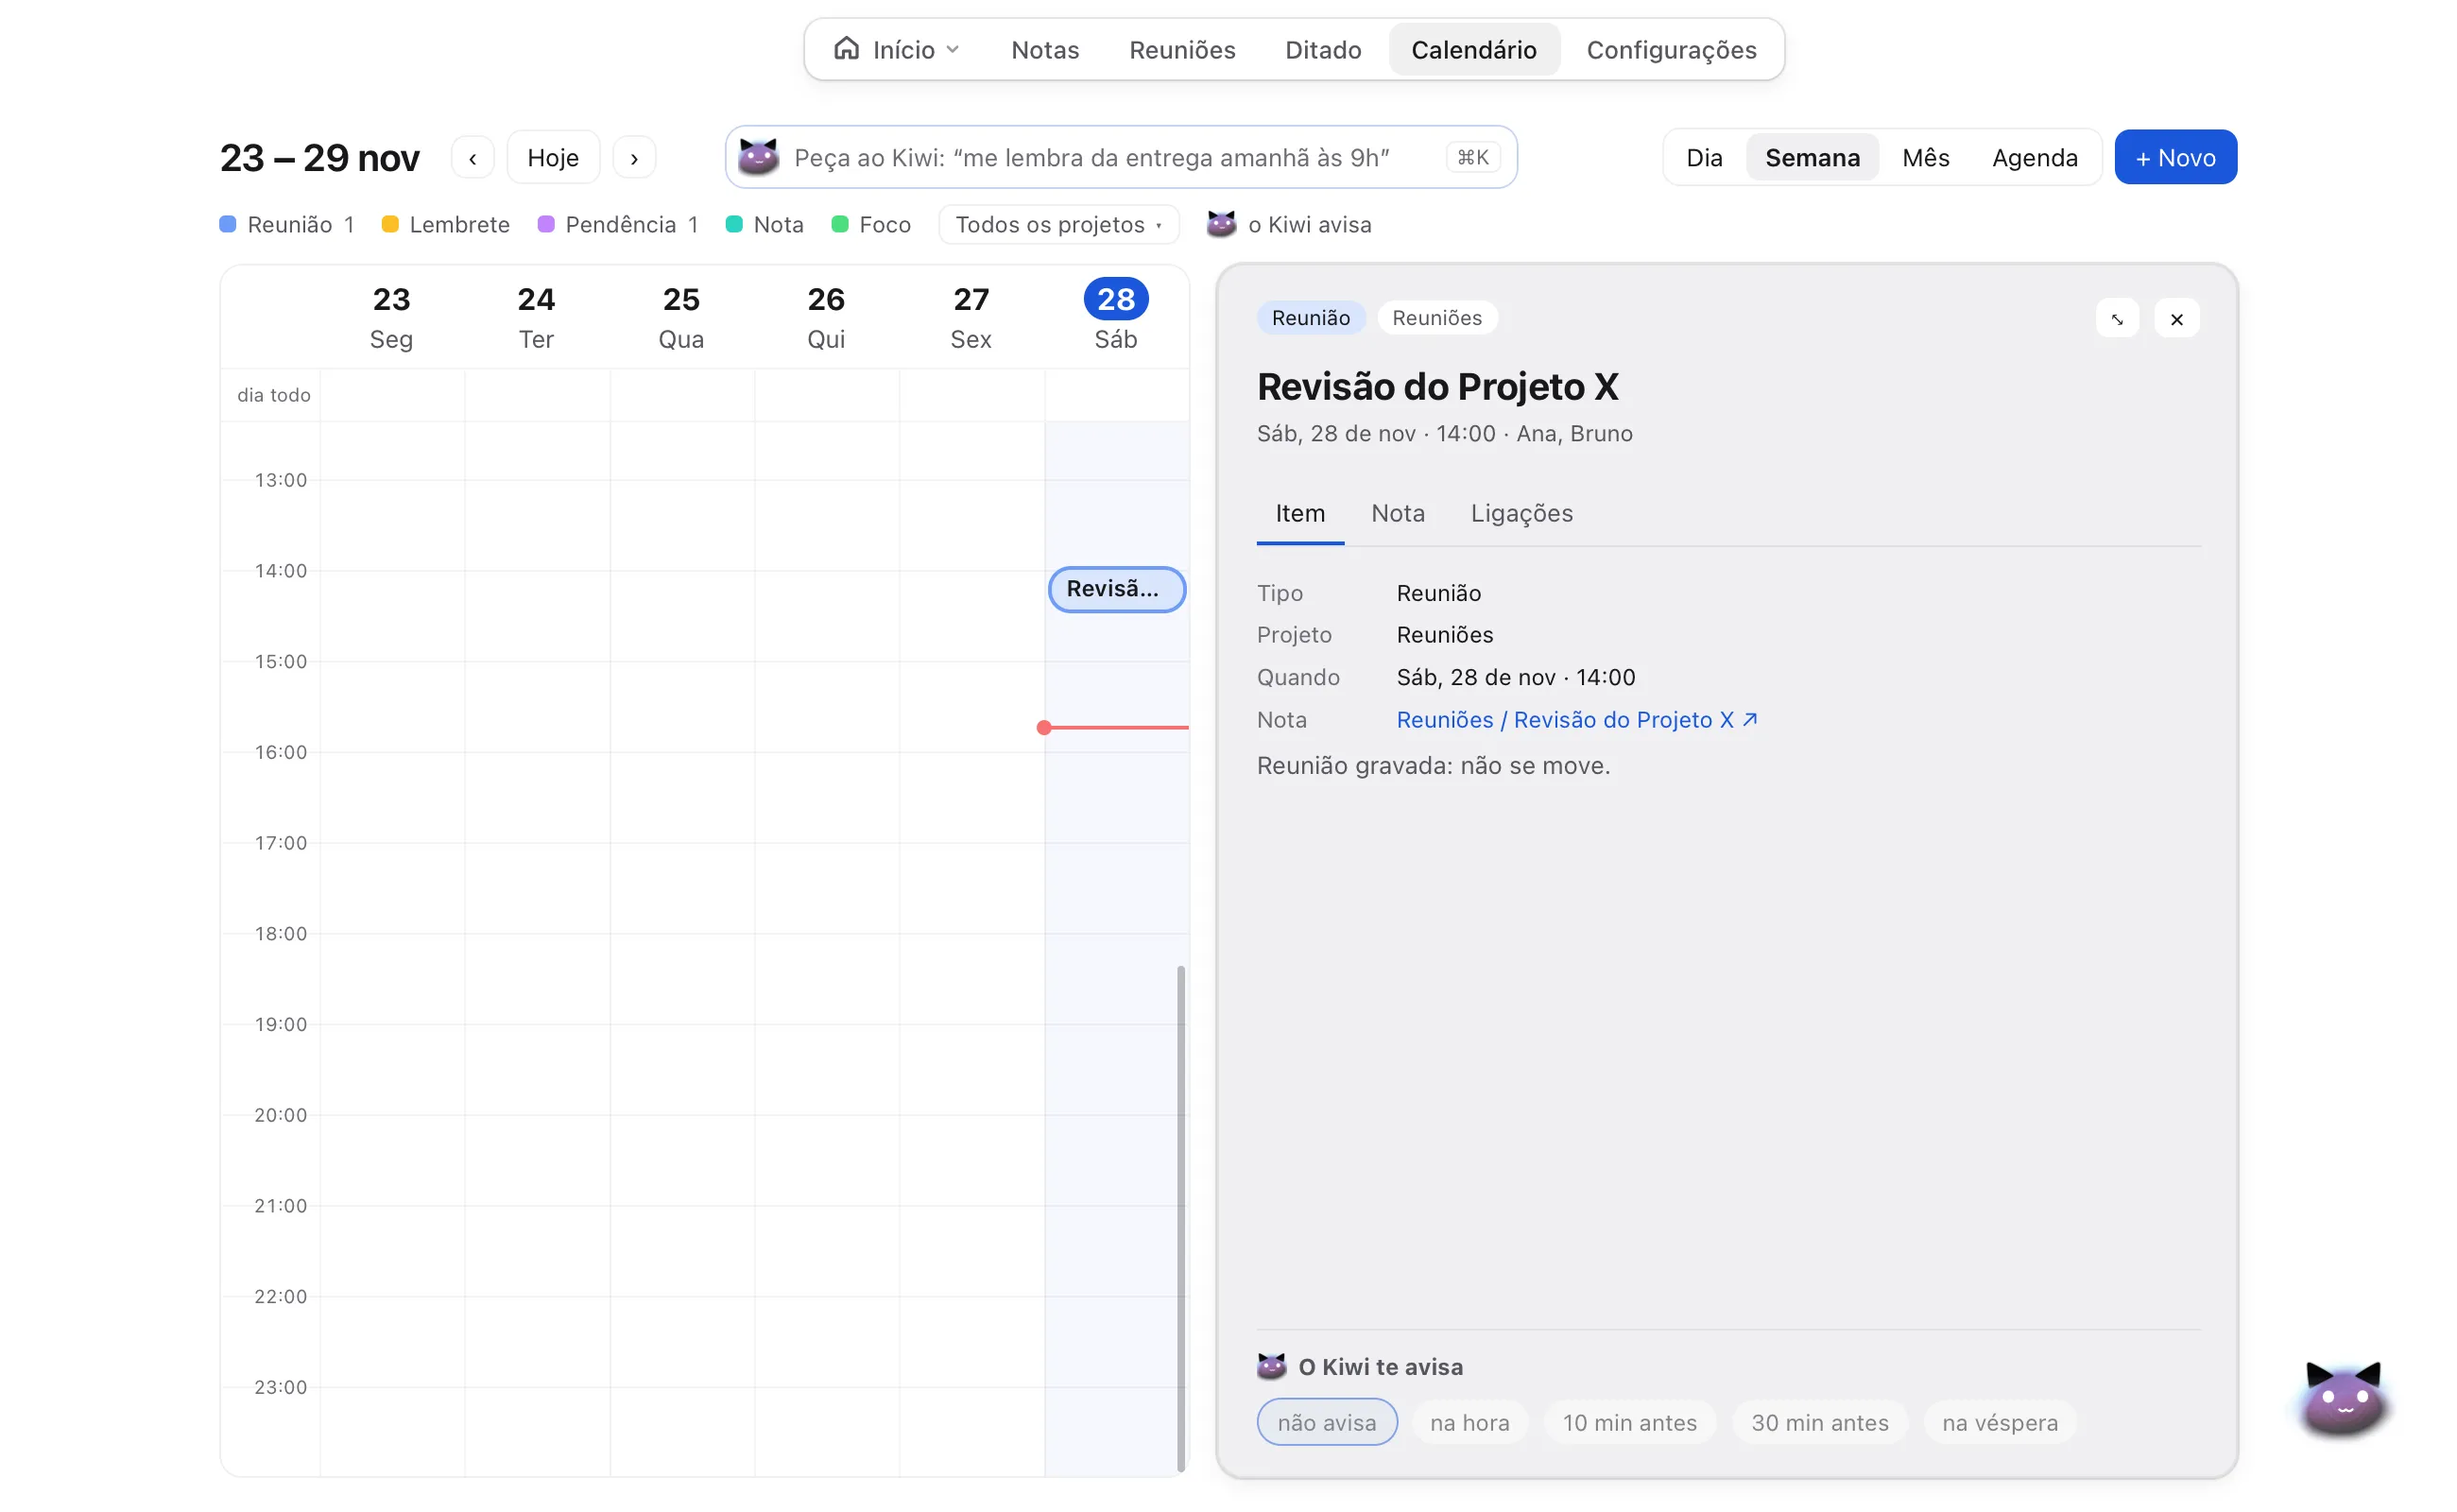 Início
Notas
Reuniões
Ditado
Calendário
Configurações
23 – 29 nov
‹
Hoje
›
Peça ao Kiwi: “me lembra da entrega amanhã às 9h”
⌘K
Dia
Semana
Mês
Agenda
+ Novo
Reunião 1
Lembrete
Pendência 1
Nota
Foco
Todos os projetos
o Kiwi avisa
23
Seg
24
Ter
25
Qua
26
Qui
27
Sex
28
Sáb
dia todo
13:00
14:00
Revisã...
15:00
16:00
17:00
18:00
19:00
20:00
21:00
22:00
23:00
Reunião
Reuniões
Revisão do Projeto X
Sáb, 28 de nov · 14:00 · Ana, Bruno
Item
Nota
Ligações
Tipo Reunião
Projeto Reuniões
Quando Sáb, 28 de nov · 14:00
Nota Reuniões / Revisão do Projeto X ↗
Reunião gravada: não se move.
O Kiwi te avisa
não avisa
na hora
10 min antes
30 min antes
na véspera